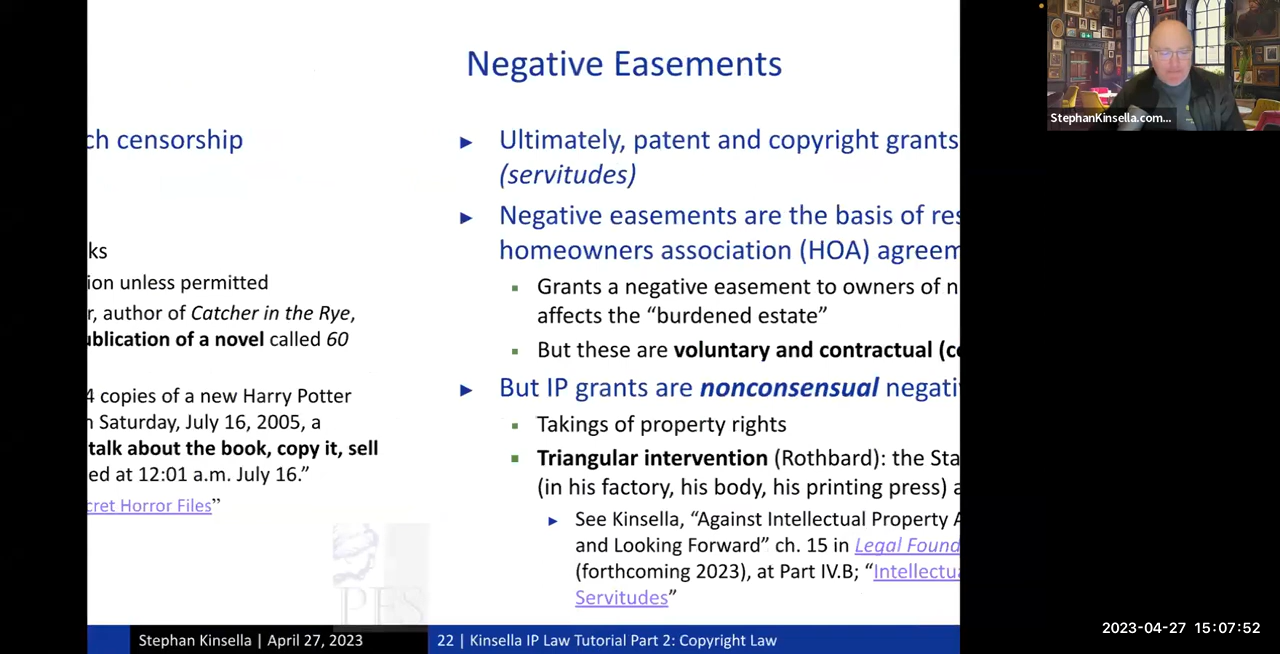 Negative Easements
ch censorship
ks
ion unless permitted
r, author of Catcher in the Rye,
ublication of a novel called 60
4 copies of a new Harry Potter
n Saturday, July 16, 2005, a
talk about the book, copy it, sell
ed at 12:01 a.m. July 16.”
cret Horror Files”
► Ultimately, patent and copyright grants
(servitudes)
► Negative easements are the basis of res
homeowners association (HOA) agreem
▪ Grants a negative easement to owners of n
affects the “burdened estate”
▪ But these are voluntary and contractual (co
► But IP grants are nonconsensual negati
▪ Takings of property rights
▪ Triangular intervention (Rothbard): the Sta
(in his factory, his body, his printing press) a
► See Kinsella, “Against Intellectual Property A
and Looking Forward” ch. 15 in Legal Found
(forthcoming 2023), at Part IV.B; “Intellectua
Servitudes”
PFS
Stephan Kinsella | April 27, 2023
22 | Kinsella IP Law Tutorial Part 2: Copyright Law
StephanKinsella.com...
2023-04-27 15:07:52